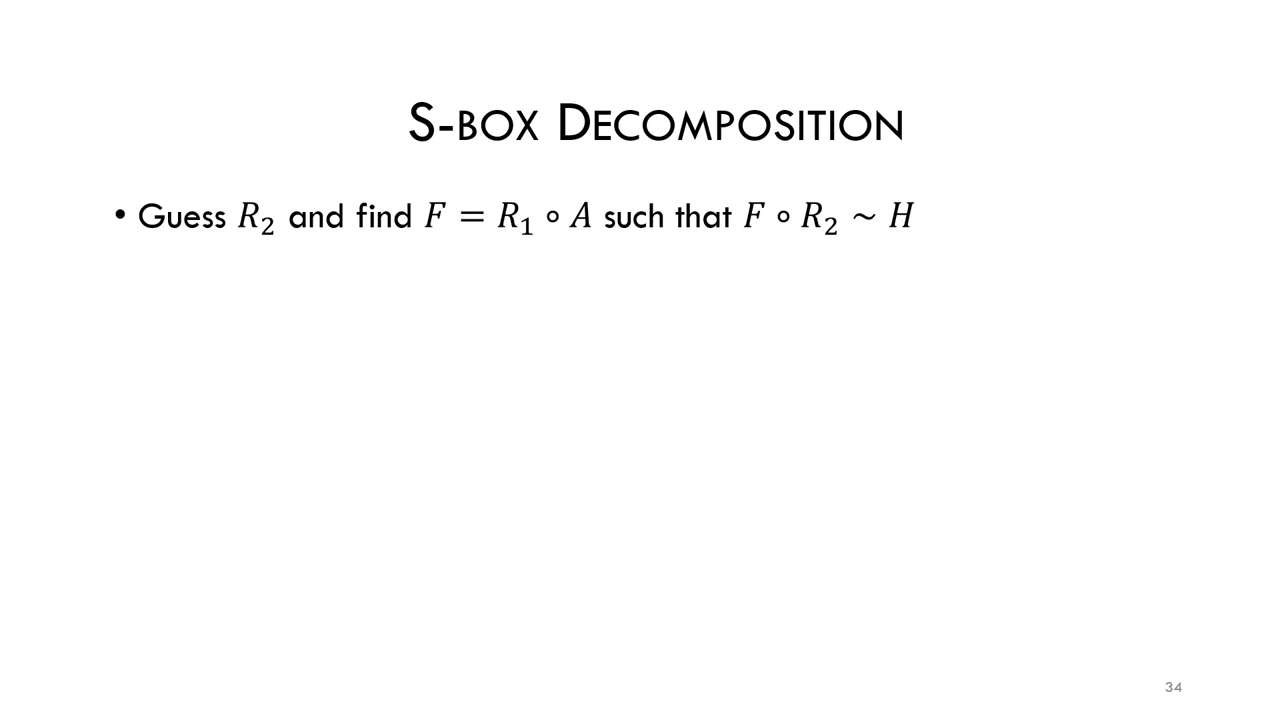 S-BOX DECOMPOSITION
• Guess R₂ and find F = R₁ ∘ A such that F ∘ R₂ ~ H
34